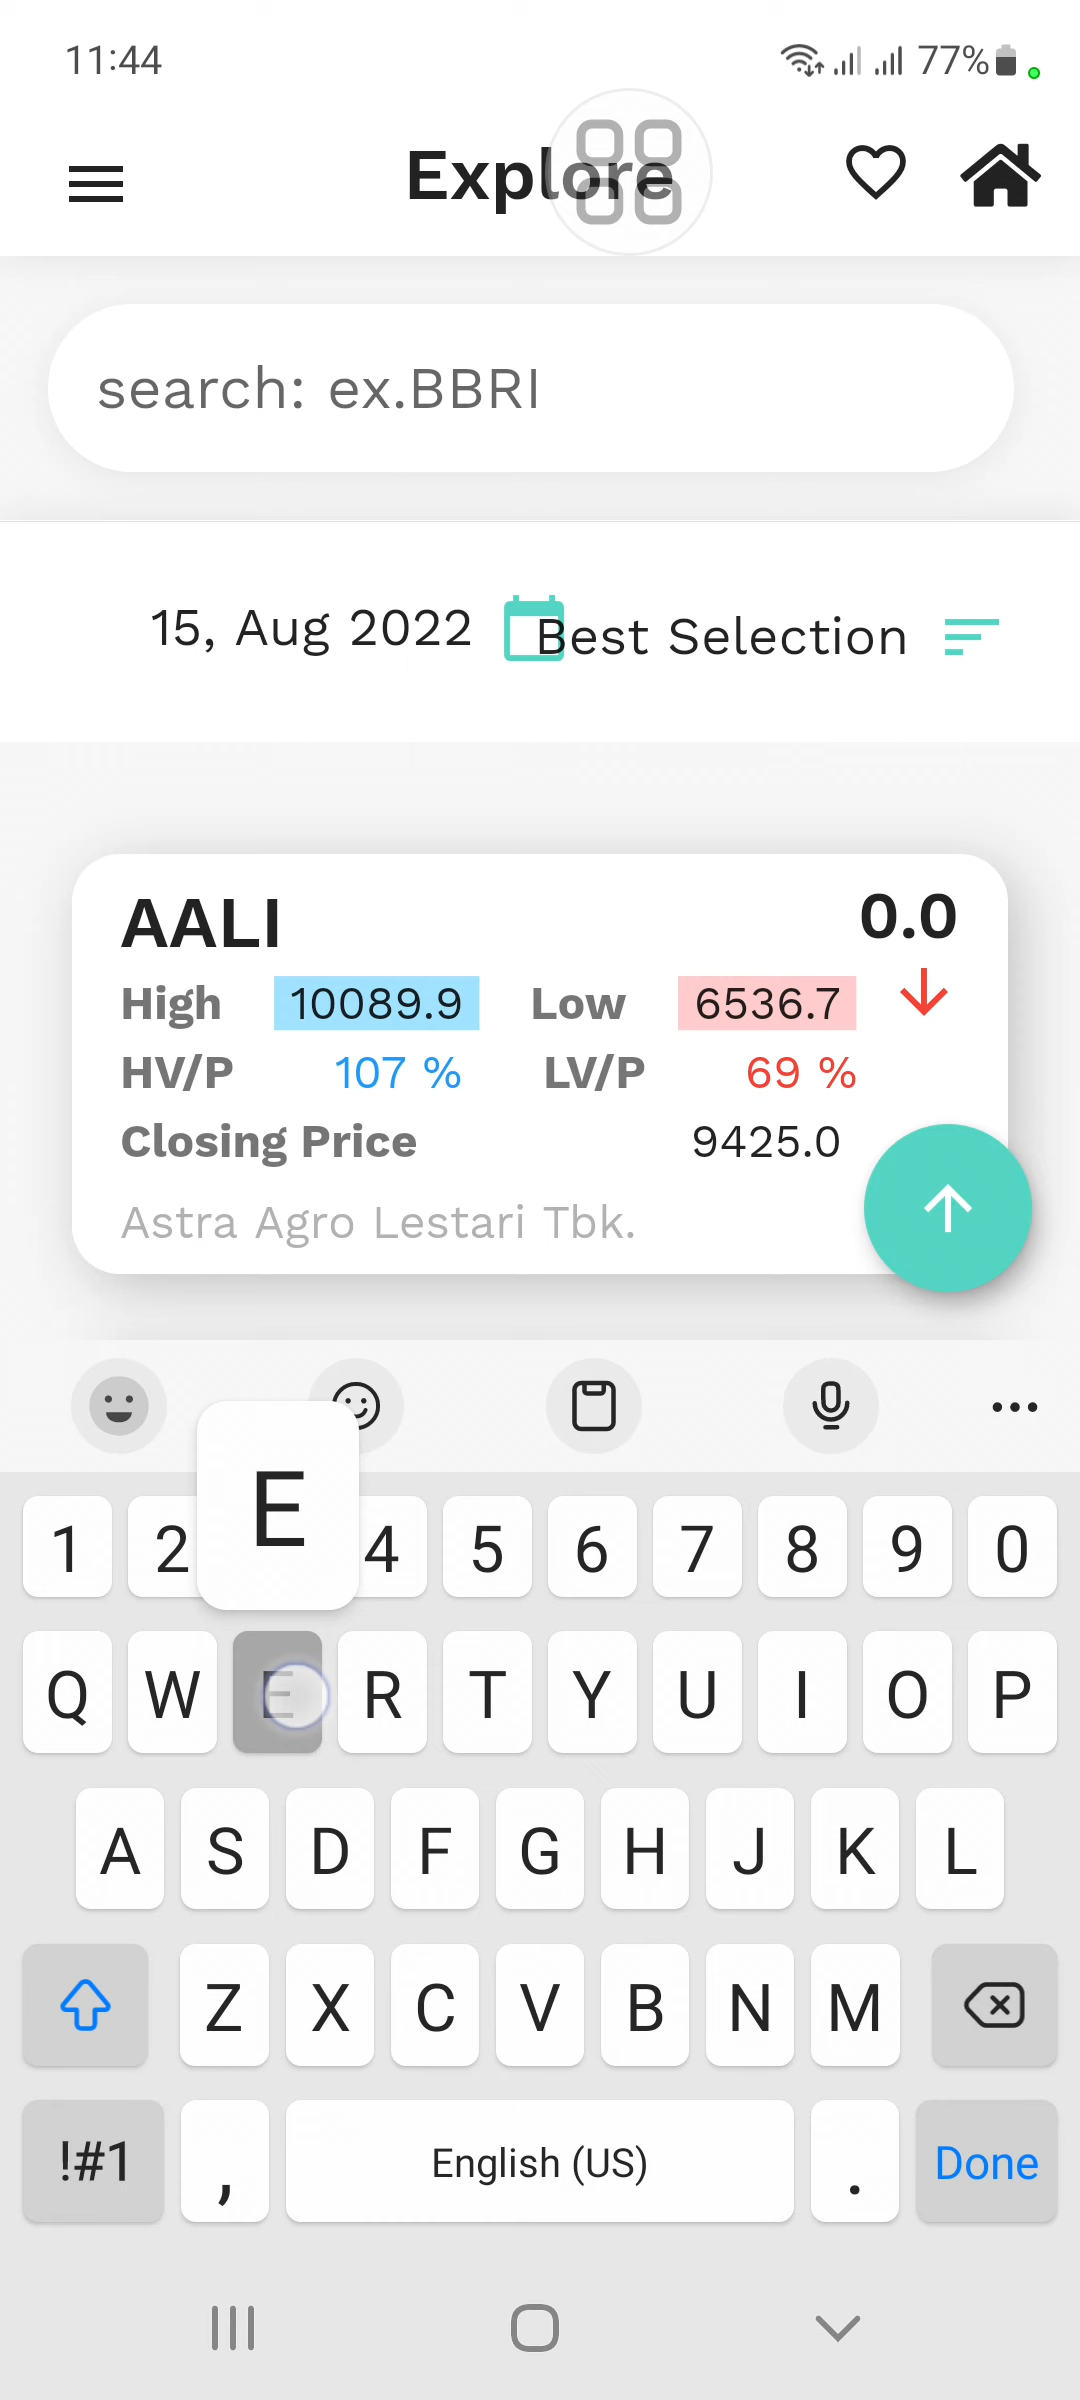 11:44 77%
Explore
search: ex.BBRI
15, Aug 2022 Best Selection
AALI 0.0
High 10089.9 Low 6536.7
HV/P 107 % LV/P 69 %
Closing Price 9425.0
Astra Agro Lestari Tbk.
E
1 2 4 5 6 7 8 9 0
Q W E R T Y U I O P
A S D F G H J K L
Z X C V B N M
!#1 , English (US) . Done